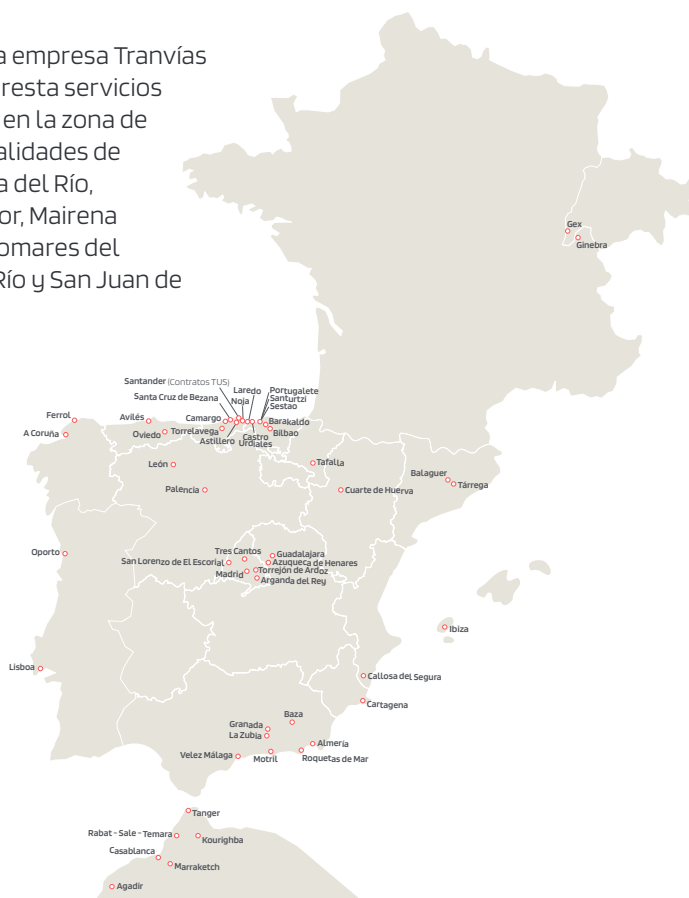 a empresa Tranvías
resta servicios
en la zona de
alidades de
a del Río,
or, Mairena
omares del
Río y San Juan de
Gex
Ginebra
Santander (Contratos TUS)
Laredo
Portugalete
Santa Cruz de Bezana
Noja
Santurtzi
Sestao
Ferrol
Avilés
Camargo
Barakaldo
A Coruña
Oviedo
Torrelavega
Bilbao
Astillero
Castro
Urdiales
León
Tafalla
Balaguer
Tárrega
Palencia
Cuarte de Huerva
Oporto
Tres Cantos
Guadalajara
San Lorenzo de El Escorial
Azuqueca de Henares
Madrid
Torrejón de Ardoz
Arganda del Rey
Ibiza
Lisboa
Callosa del Segura
Cartagena
Baza
Granada
La Zubia
Almería
Velez Málaga
Motril
Roquetas de Mar
Tanger
Rabat - Sale - Temara
Kourighba
Casablanca
Marraketch
Agadir